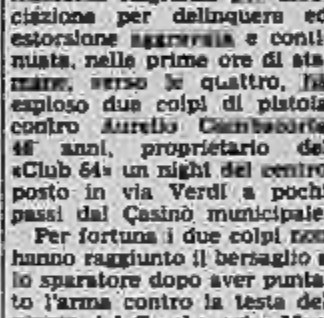 ciazione per delinquere ed
estorsione aggravata e conti
nuata, nelle prime ore di sta
mane, verso le quattro, ha
esploso due colpi di pistola
contro Aurelio
46 anni, proprietario del
«Club 64» un night del centro
posto in via Verdi a pochi
passi dal Casinò municipale
Per fortuna i due colpi non
hanno raggiunto il bersaglio e
lo sparatore dopo aver punta
to l'arma contro la testa del